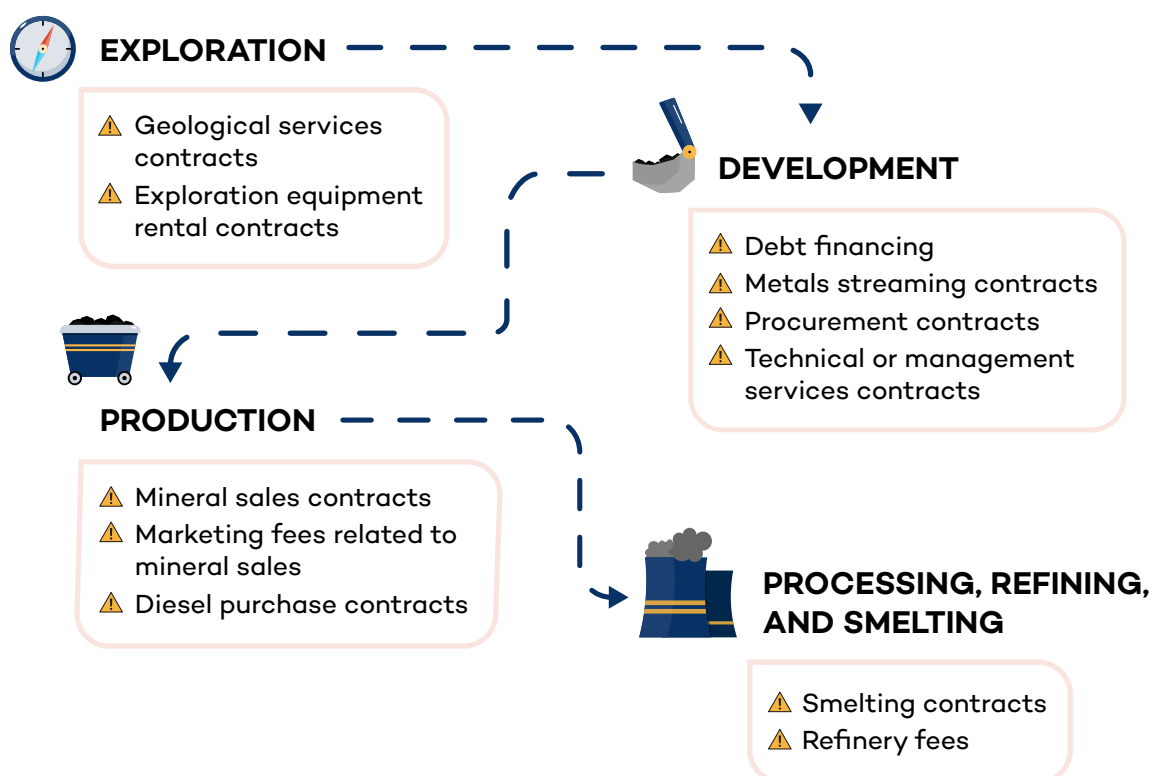 EXPLORATION
Geological services
contracts
Exploration equipment
rental contracts
DEVELOPMENT
Debt financing
Metals streaming contracts
Procurement contracts
Technical or management
services contracts
PRODUCTION
Mineral sales contracts
Marketing fees related to
mineral sales
Diesel purchase contracts
PROCESSING, REFINING,
AND SMELTING
Smelting contracts
Refinery fees